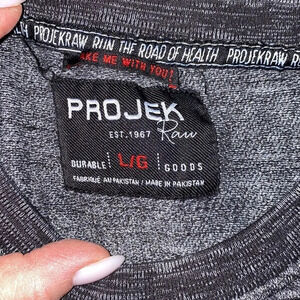 PROJEKRAW RUN THE ROAD OF HEALTH PROJEKRAW RUN
AKE ME WITH YOU!
PROJEK
Raw
EST. 1967
DURABLE L/G GOODS
FABRIQUÉ AU PAKISTAN / MADE IN PAKISTAN